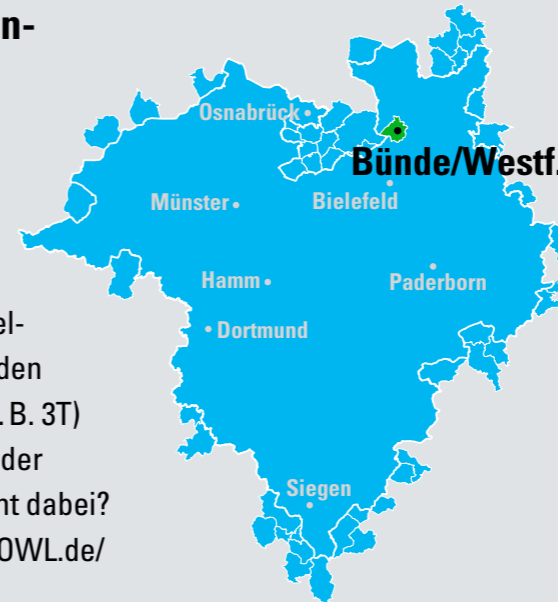 n-
Osnabrück
Bünde/Westf.
Münster
Bielefeld
Hamm
Paderborn
Dortmund
el-
den
. B. 3T)
der
Siegen
nt dabei?
OWL.de/